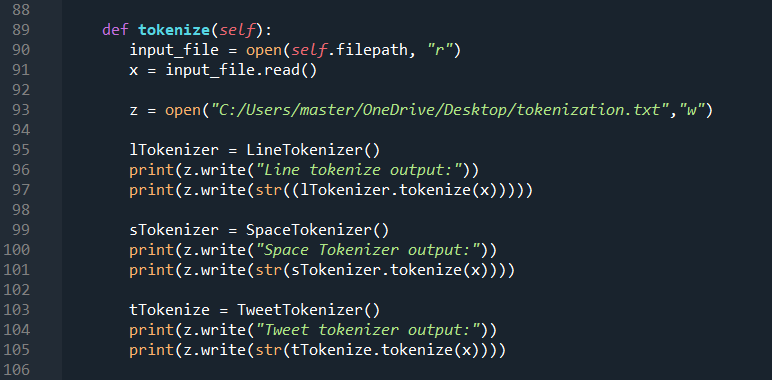 88
89 def tokenize(self):
90 input_file = open(self.filepath, "r")
91 x = input_file.read()
92
93 z = open("C:/Users/master/OneDrive/Desktop/tokenization.txt","w")
94
95 lTokenizer = LineTokenizer()
96 print(z.write("Line tokenize output:"))
97 print(z.write(str((lTokenizer.tokenize(x)))))
98
99 sTokenizer = SpaceTokenizer()
100 print(z.write("Space Tokenizer output:"))
101 print(z.write(str(sTokenizer.tokenize(x))))
102
103 tTokenize = TweetTokenizer()
104 print(z.write("Tweet tokenizer output:"))
105 print(z.write(str(tTokenize.tokenize(x))))
106